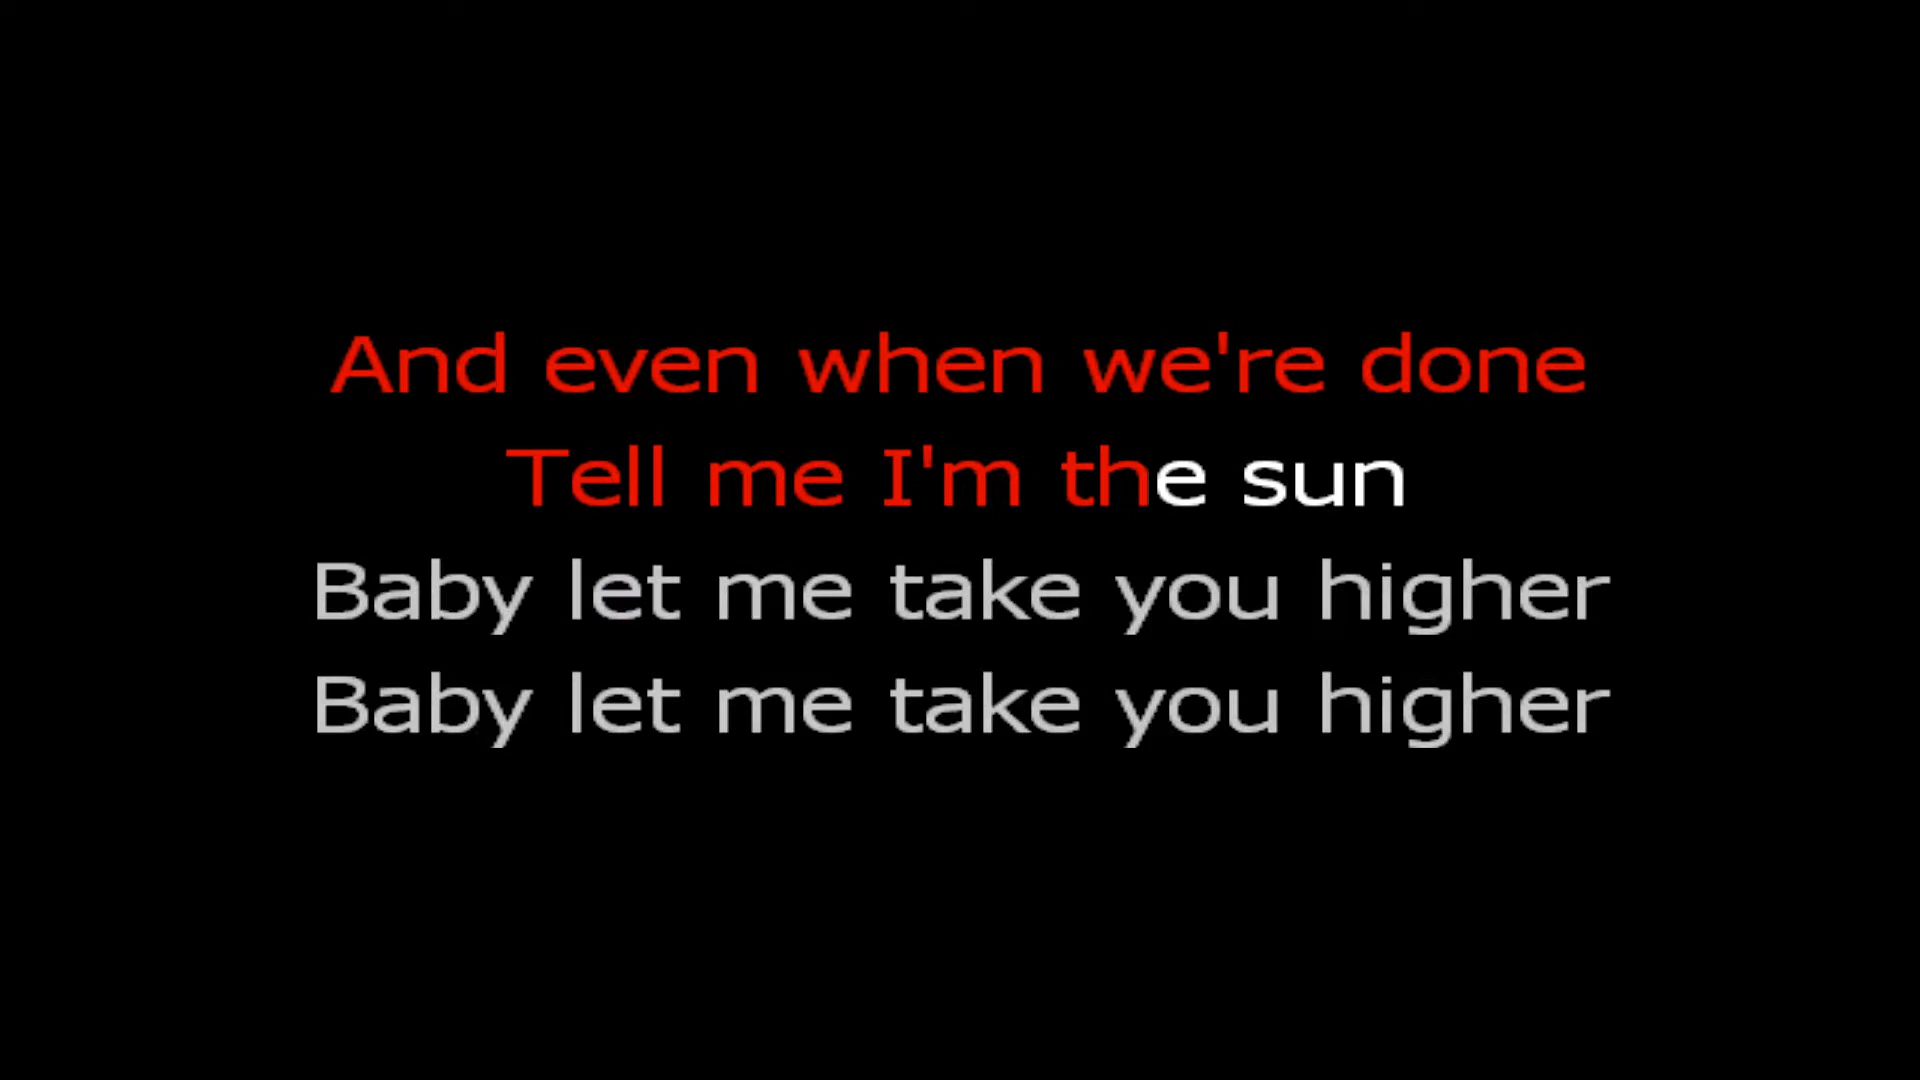 And even when we're done
Tell me I'm the sun
Baby let me take you higher
Baby let me take you higher